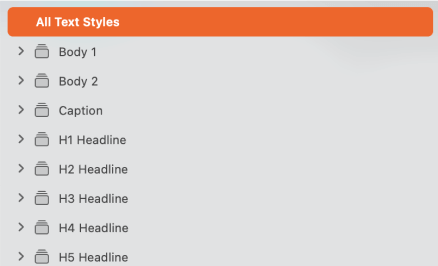 All Text Styles
Body 1
Body 2
Caption
H1 Headline
H2 Headline
H3 Headline
H4 Headline
H5 Headline